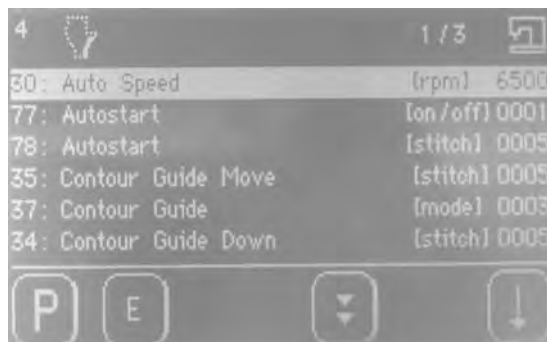 4 1/3
30: Auto Speed [rpm] 6500
77: Autostart [on/off] 0001
78: Autostart [stitch] 0005
35: Contour Guide Move [stitch] 0005
37: Contour Guide [mode] 0003
34: Contour Guide Down [stitch] 0005
P E